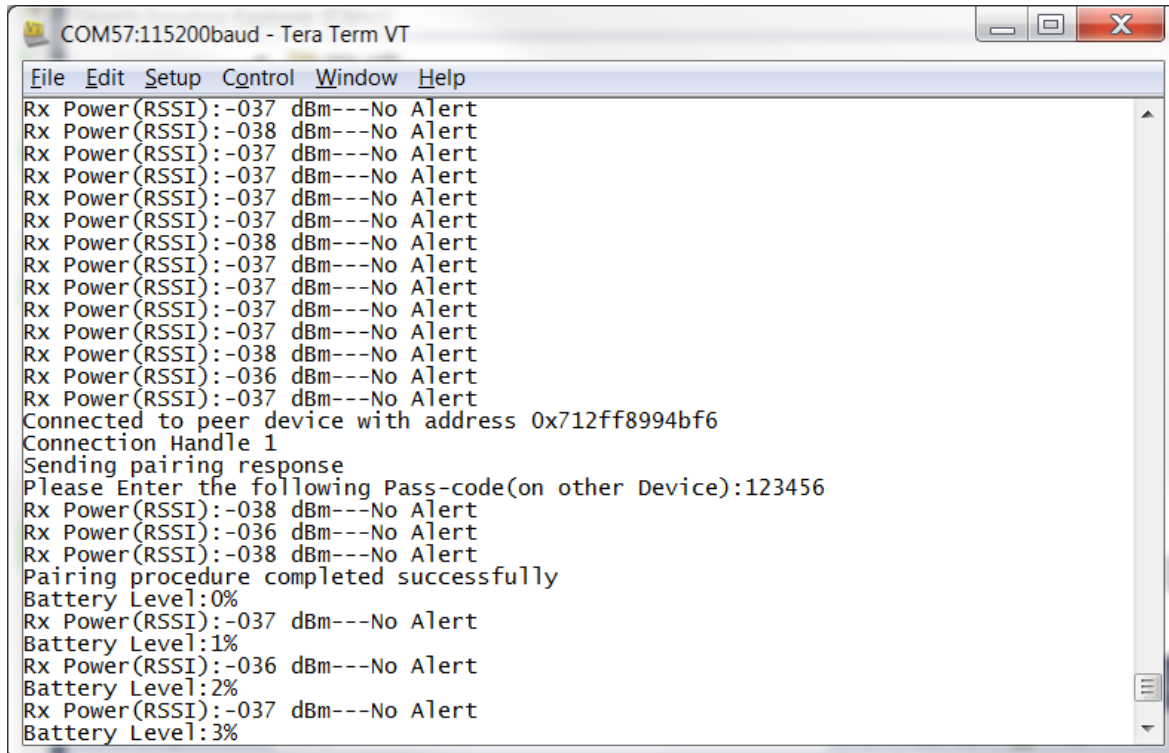 COM57:115200baud - Tera Term VT
File Edit Setup Control Window Help
Rx Power(RSSI):-037 dBm---No Alert
Rx Power(RSSI):-038 dBm---No Alert
Rx Power(RSSI):-037 dBm---No Alert
Rx Power(RSSI):-037 dBm---No Alert
Rx Power(RSSI):-037 dBm---No Alert
Rx Power(RSSI):-037 dBm---No Alert
Rx Power(RSSI):-038 dBm---No Alert
Rx Power(RSSI):-037 dBm---No Alert
Rx Power(RSSI):-037 dBm---No Alert
Rx Power(RSSI):-037 dBm---No Alert
Rx Power(RSSI):-037 dBm---No Alert
Rx Power(RSSI):-038 dBm---No Alert
Rx Power(RSSI):-036 dBm---No Alert
Rx Power(RSSI):-037 dBm---No Alert
Connected to peer device with address 0x712ff8994bf6
Connection Handle 1
Sending pairing response
Please Enter the following Pass-code(on other Device):123456
Rx Power(RSSI):-038 dBm---No Alert
Rx Power(RSSI):-036 dBm---No Alert
Rx Power(RSSI):-038 dBm---No Alert
Pairing procedure completed successfully
Battery Level:0%
Rx Power(RSSI):-037 dBm---No Alert
Battery Level:1%
Rx Power(RSSI):-036 dBm---No Alert
Battery Level:2%
Rx Power(RSSI):-037 dBm---No Alert
Battery Level:3%